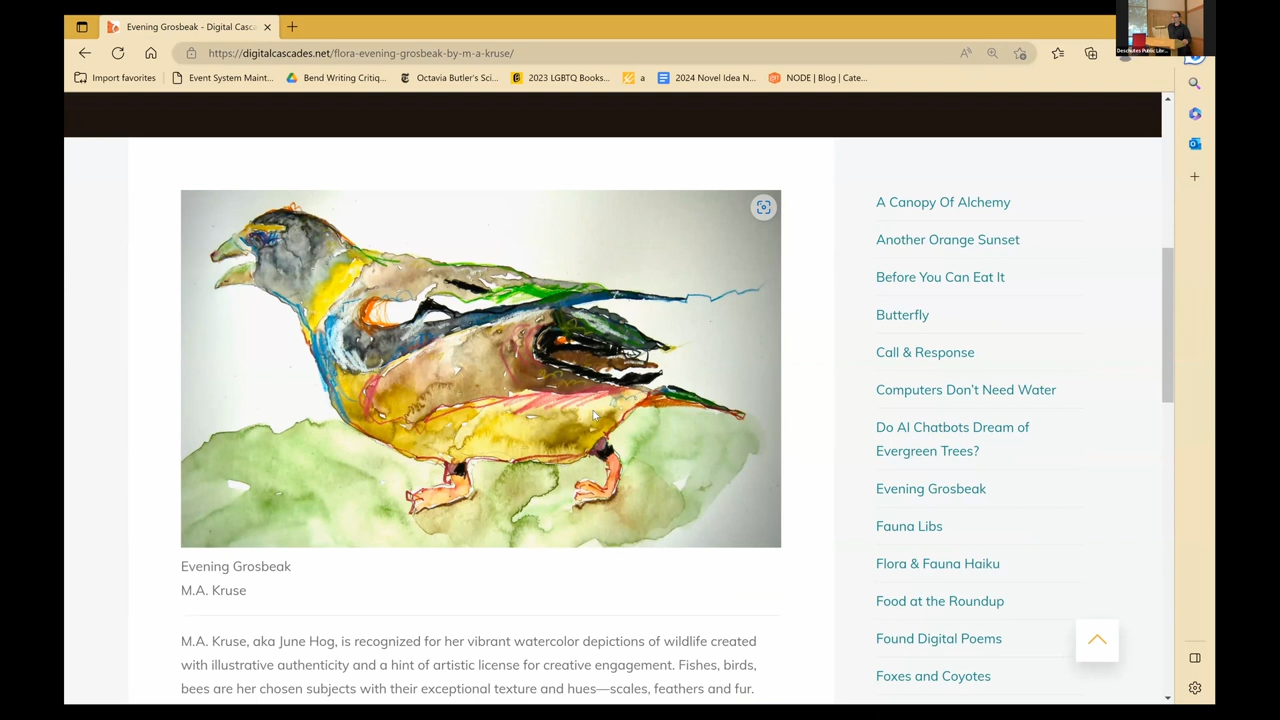 Evening Grosbeak - Digital Casc
https://digitalcascades.net/flora-evening-grosbeak-by-m-a-kruse/
Import favorites
Event System Maint...
Bend Writing Critiq...
Octavia Butler's Sci...
2023 LGBTQ Books...
a
2024 Novel Idea N...
NODE | Blog | Cate...
Deschutes Public Libr...
Evening Grosbeak
M.A. Kruse
M.A. Kruse, aka June Hog, is recognized for her vibrant watercolor depictions of wildlife created
with illustrative authenticity and a hint of artistic license for creative engagement. Fishes, birds,
bees are her chosen subjects with their exceptional texture and hues—scales, feathers and fur.
A Canopy Of Alchemy
Another Orange Sunset
Before You Can Eat It
Butterfly
Call & Response
Computers Don't Need Water
Do AI Chatbots Dream of
Evergreen Trees?
Evening Grosbeak
Fauna Libs
Flora & Fauna Haiku
Food at the Roundup
Found Digital Poems
Foxes and Coyotes